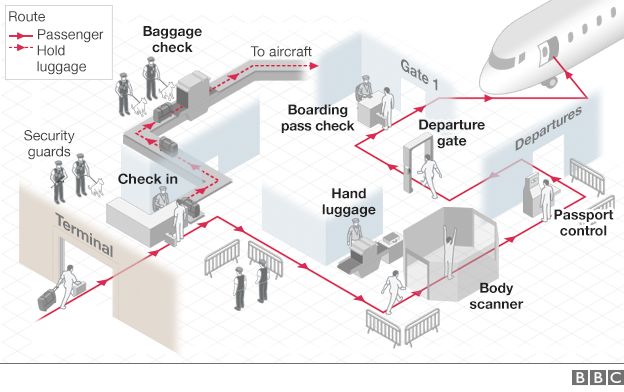 Route
Passenger
Hold
luggage
Baggage
check
To aircraft
Gate 1
Boarding
pass check
Departure
gate
Departures
Security
guards
Check in
Hand
luggage
Passport
control
Terminal
Body
scanner
BBC